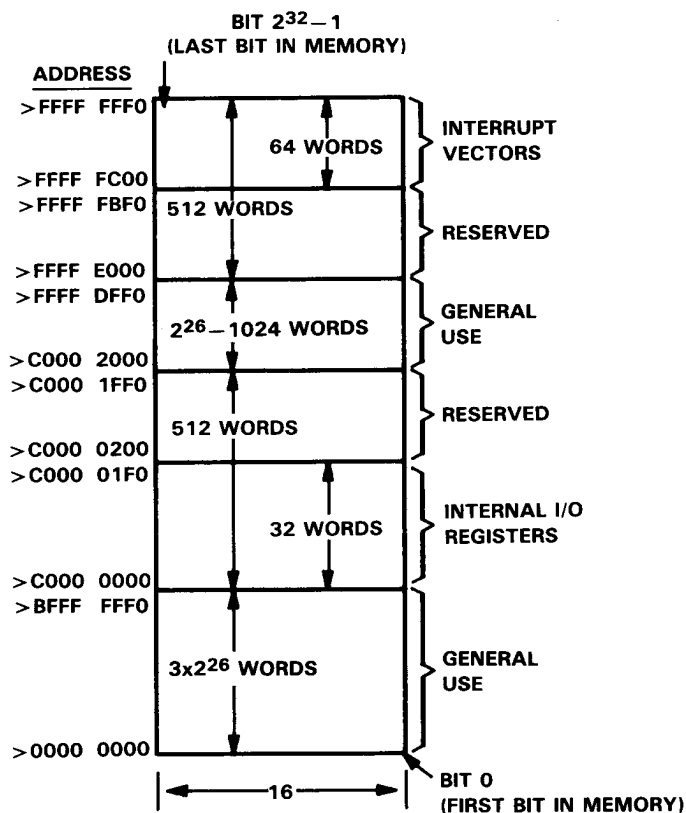 BIT 2³²−1
(LAST BIT IN MEMORY)
ADDRESS
>FFFF FFF0
64 WORDS
INTERRUPT
VECTORS
>FFFF FC00
>FFFF FBF0
512 WORDS
RESERVED
>FFFF E000
>FFFF DFF0
2²⁶−1024 WORDS
GENERAL
USE
>C000 2000
>C000 1FF0
512 WORDS
RESERVED
>C000 0200
>C000 01F0
32 WORDS
INTERNAL I/O
REGISTERS
>C000 0000
>BFFF FFF0
3x2²⁶ WORDS
GENERAL
USE
>0000 0000
16
BIT 0
(FIRST BIT IN MEMORY)